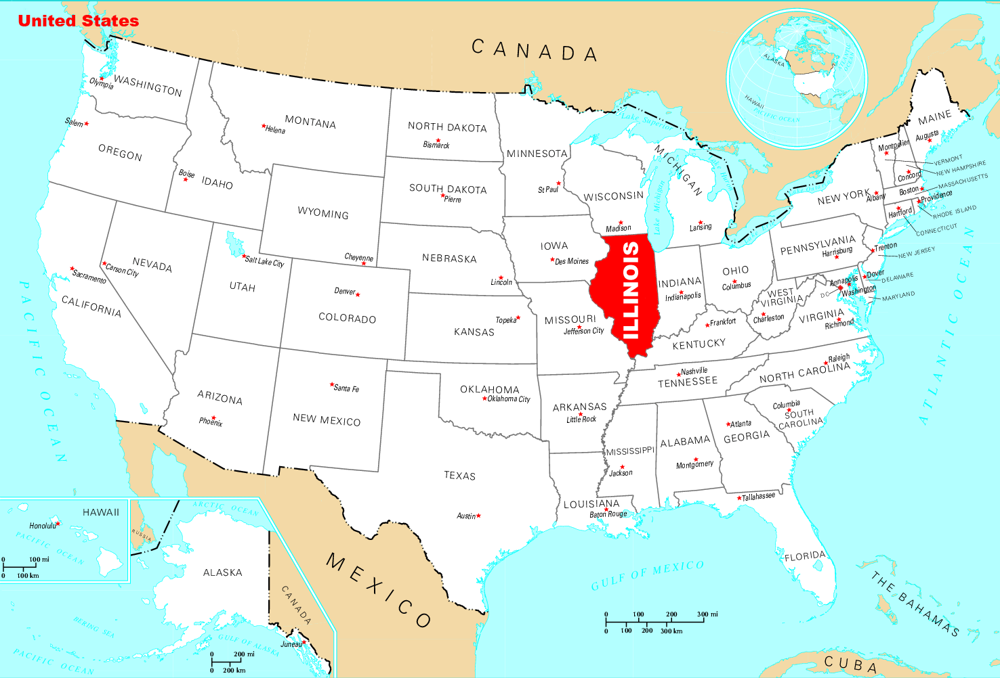 United States
CANADA
ALASKA
HAWAII
PACIFIC OCEAN
WASHINGTON
Olympia
Salem
OREGON
Boise
IDAHO
MONTANA
Helena
NORTH DAKOTA
Bismarck
SOUTH DAKOTA
Pierre
MINNESOTA
St Paul
Lake Superior
MICHIGAN
Lansing
Lake Michigan
WISCONSIN
Madison
WYOMING
Cheyenne
NEBRASKA
Lincoln
IOWA
Des Moines
ILLINOIS
INDIANA
Indianapolis
OHIO
Columbus
PENNSYLVANIA
Harrisburg
NEW YORK
Albany
MAINE
Augusta
Montpelier
VERMONT
NEW HAMPSHIRE
Concord
MASSACHUSETTS
Boston
Providence
RHODE ISLAND
Hartford
CONNECTICUT
Trenton
NEW JERSEY
Dover
DELAWARE
Annapolis
Washington
DC
MARYLAND
WEST
VIRGINIA
Charleston
VIRGINIA
Richmond
NEVADA
Carson City
Sacramento
CALIFORNIA
UTAH
Salt Lake City
COLORADO
Denver
KANSAS
Topeka
MISSOURI
Jefferson City
KENTUCKY
Frankfort
TENNESSEE
Nashville
NORTH CAROLINA
Raleigh
SOUTH
CAROLINA
Columbia
GEORGIA
Atlanta
ALABAMA
Montgomery
MISSISSIPPI
Jackson
ARKANSAS
Little Rock
LOUISIANA
Baton Rouge
OKLAHOMA
Oklahoma City
TEXAS
Austin
NEW MEXICO
Santa Fe
ARIZONA
Phoenix
FLORIDA
Tallahassee
PACIFIC OCEAN
ATLANTIC OCEAN
GULF OF MEXICO
MEXICO
THE BAHAMAS
CUBA
0 100 200 300 mi
0 100 200 300 km
HAWAII
Honolulu
PACIFIC OCEAN
0 100 mi
0 100 km
RUSSIA
ARCTIC OCEAN
ALASKA
CANADA
Juneau
BERING SEA
GULF OF ALASKA
PACIFIC OCEAN
0 200 mi
0 200 km